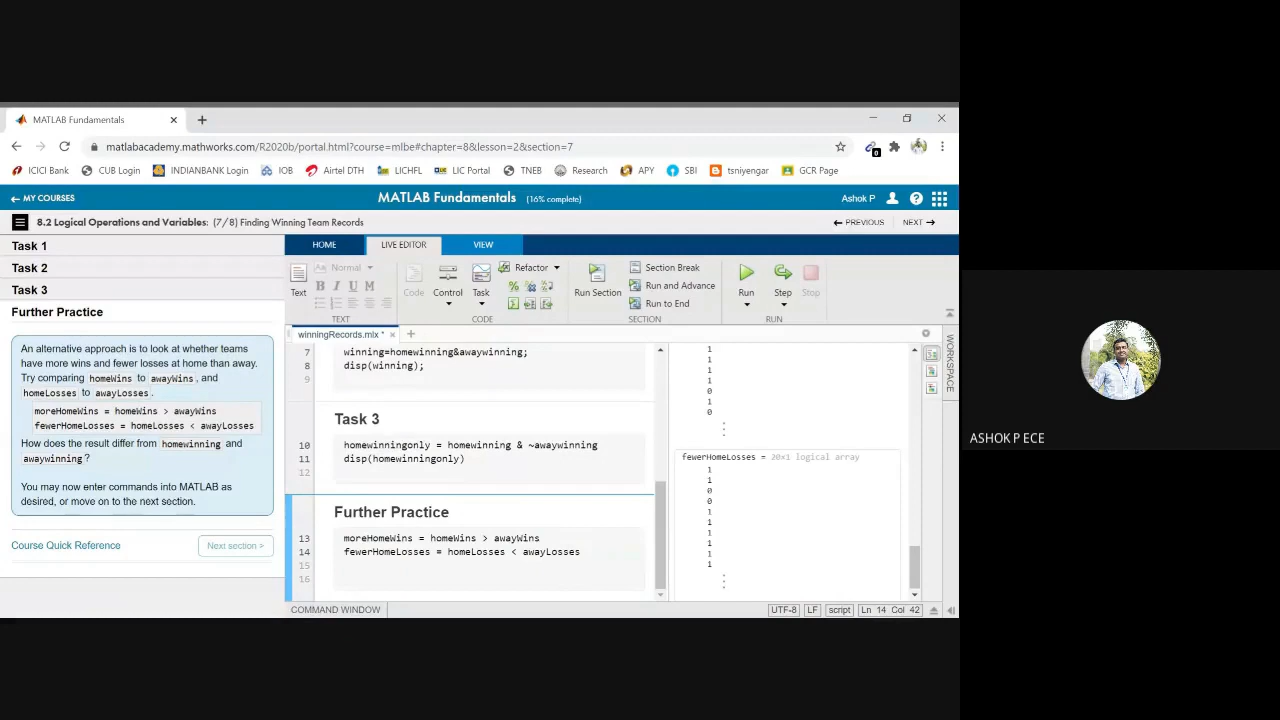 MATLAB Fundamentals
matlabacademy.mathworks.com/R2020b/portal.html?course=mlbe#chapter=8&lesson=2&section=7
ICICI Bank CUB Login INDIANBANK Login IOB Airtel DTH LICHFL LIC Portal TNEB Research APY SBI tsniyengar GCR Page
MY COURSES MATLAB Fundamentals (16% complete) Ashok P
8.2 Logical Operations and Variables: (7/8) Finding Winning Team Records PREVIOUS NEXT
Task 1
Task 2
Task 3
Further Practice
An alternative approach is to look at whether teams
have more wins and fewer losses at home than away.
Try comparing homeWins to awayWins, and
homeLosses to awayLosses.
moreHomeWins = homeWins > awayWins
fewerHomeLosses = homeLosses < awayLosses
How does the result differ from homewinning and
awaywinning?
You may now enter commands into MATLAB as
desired, or move on to the next section.
Course Quick Reference Next section >
HOME LIVE EDITOR VIEW
Text Aa Normal
B I U M
TEXT
Code Control Task Refactor
CODE
Run Section Section Break
Run and Advance
Run to End
SECTION
Run Step Stop
RUN
winningRecords.mlx *
7 winning=homewinning&awaywinning;
8 disp(winning);
9
Task 3
10 homewinningonly = homewinning & ~awaywinning
11 disp(homewinningonly)
12
Further Practice
13 moreHomeWins = homeWins > awayWins
14 fewerHomeLosses = homeLosses < awayLosses
15
16
1
1
1
1
0
1
0
fewerHomeLosses = 20×1 logical array
1
1
0
0
1
1
1
1
1
1
WORKSPACE
COMMAND WINDOW UTF-8 LF script Ln 14 Col 42
ASHOK P ECE